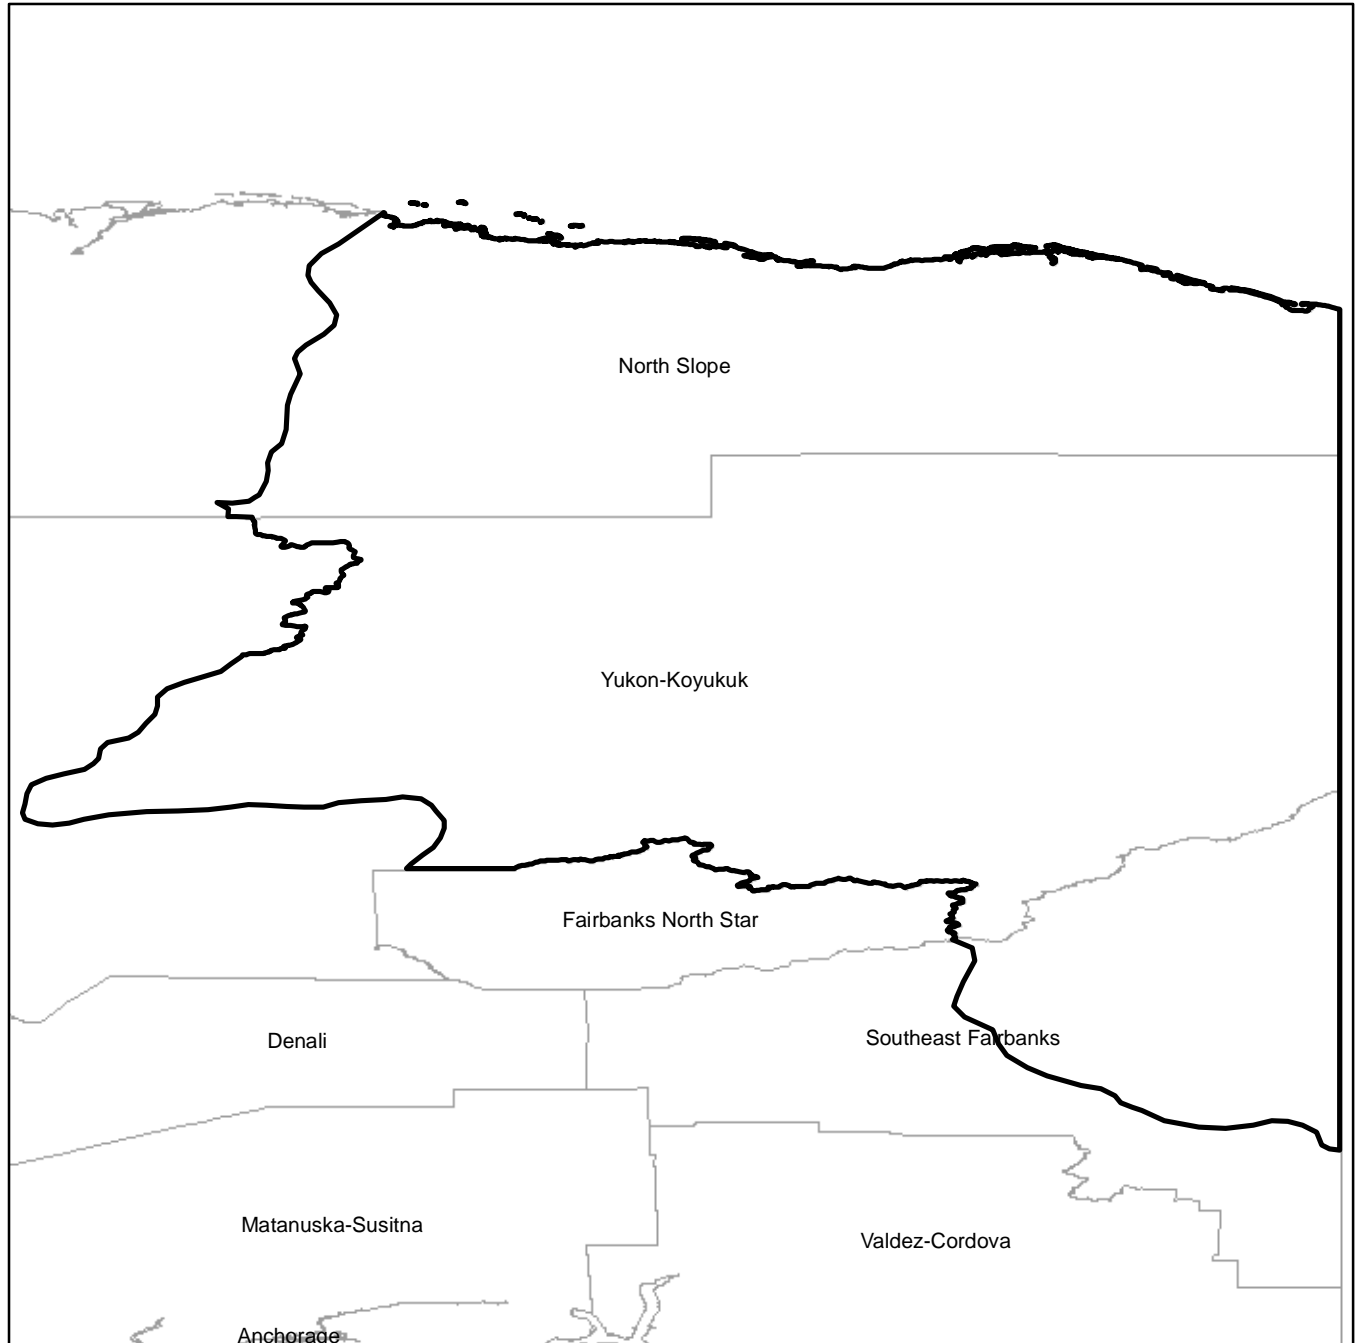 North Slope
Yukon-Koyukuk
Fairbanks North Star
Denali
Southeast Fairbanks
Matanuska-Susitna
Valdez-Cordova
Anchorage